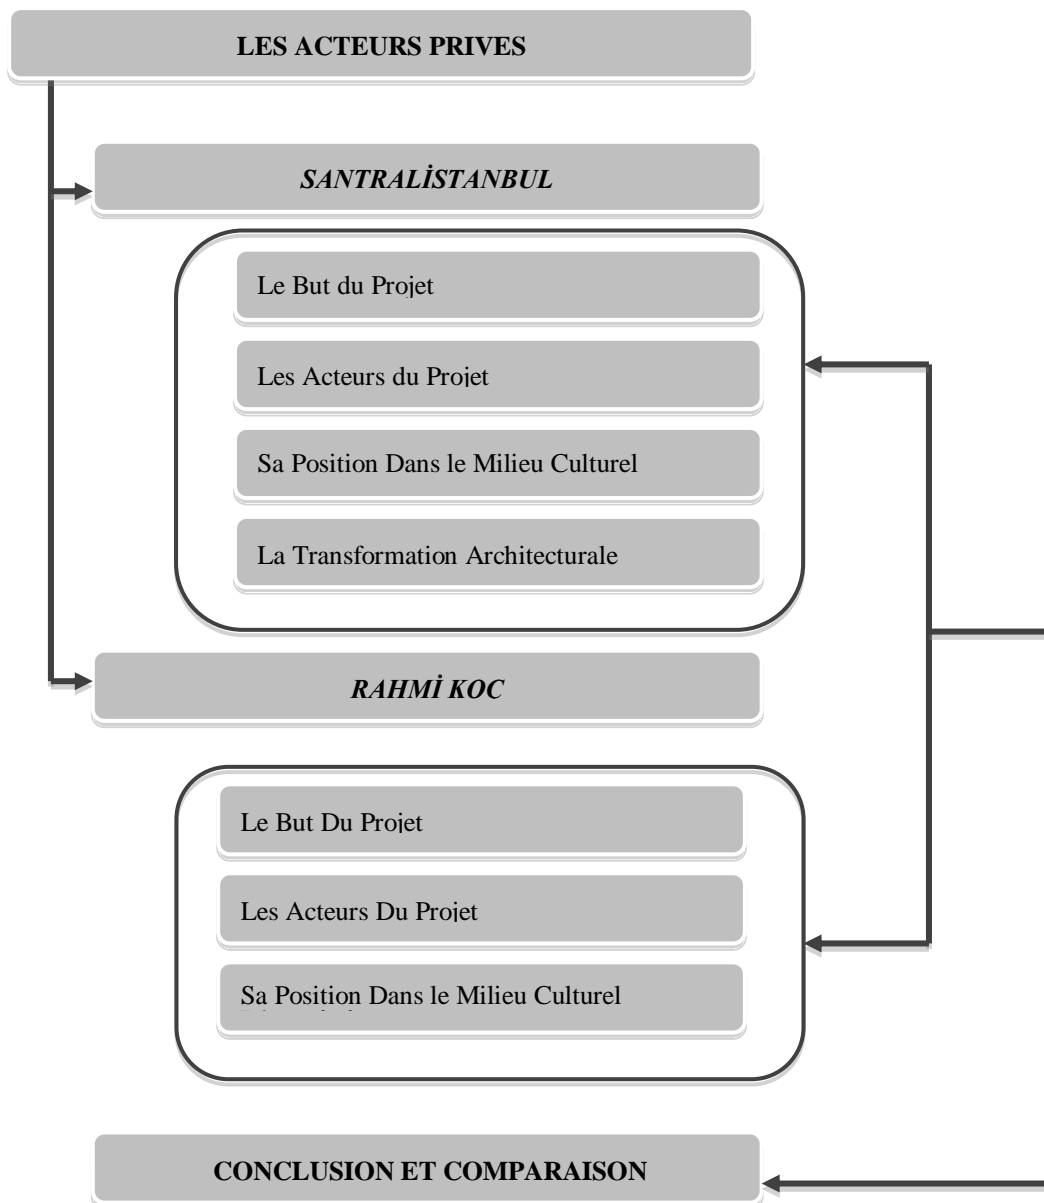 LES ACTEURS PRIVES
SANTRALİSTANBUL
Le But du Projet
Les Acteurs du Projet
Sa Position Dans le Milieu Culturel
La Transformation Architecturale
RAHMİ KOC
Le But Du Projet
Les Acteurs Du Projet
Sa Position Dans le Milieu Culturel
CONCLUSION ET COMPARAISON